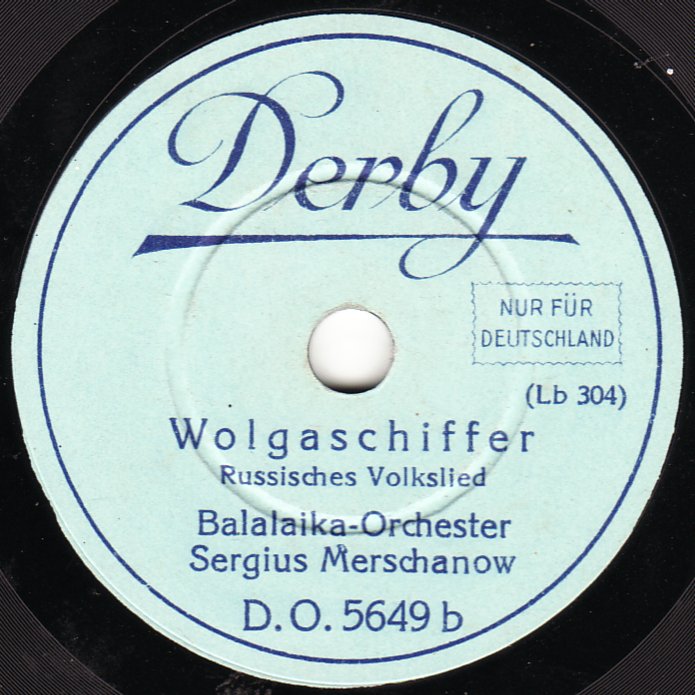 Derby
NUR FÜR
DEUTSCHLAND
(Lb 304)
Wolgaschiffer
Russisches Volkslied
Balalaika-Orchester
Sergius Merschanow
D.O. 5649 b